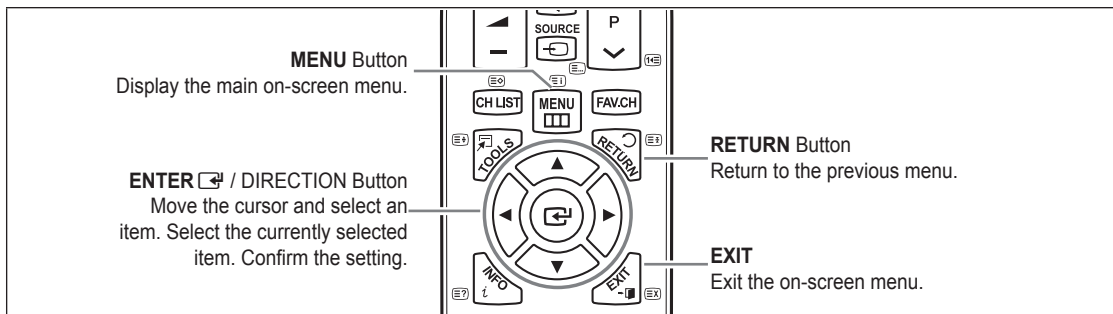 SOURCE
P
MENU Button
Display the main on-screen menu.
CH LIST
MENU
FAV.CH
TOOLS
RETURN
RETURN Button
Return to the previous menu.
ENTER / DIRECTION Button
Move the cursor and select an
item. Select the currently selected
item. Confirm the setting.
INFO
i
EXIT
EXIT
Exit the on-screen menu.